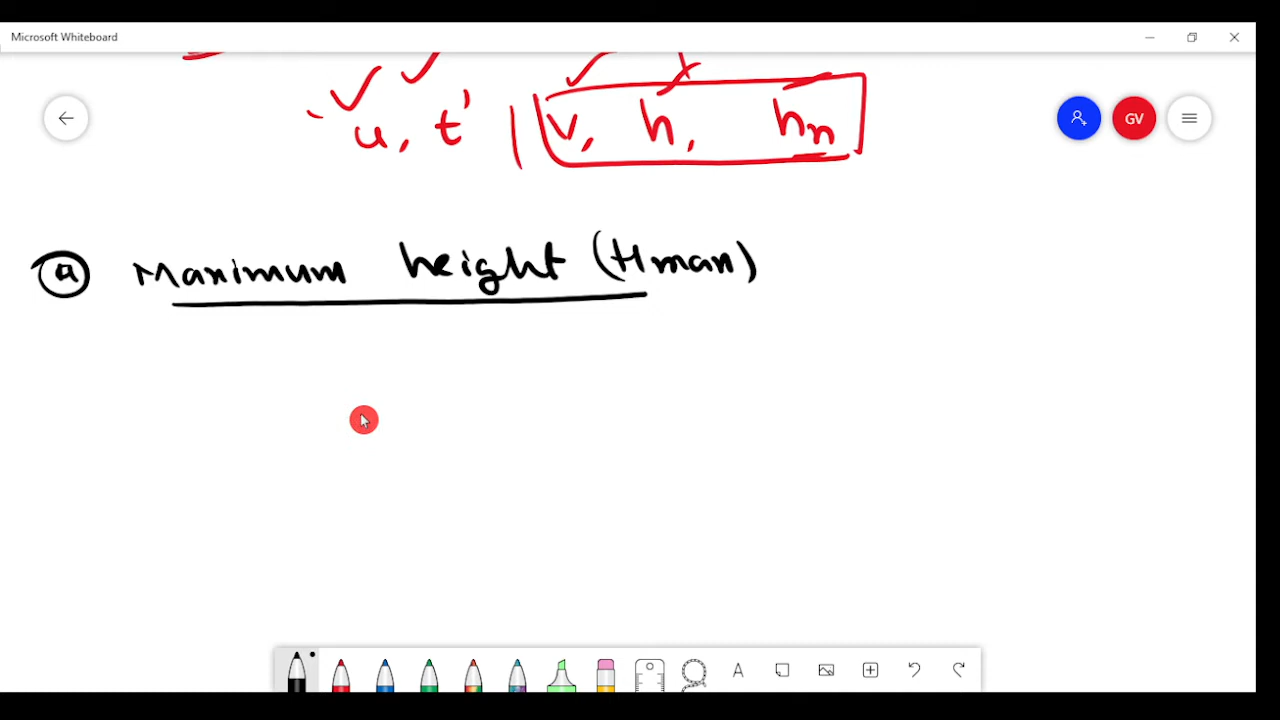 Microsoft Whiteboard
u, t' | v, h, hn
GV
a Maximum height (Hmax)
A